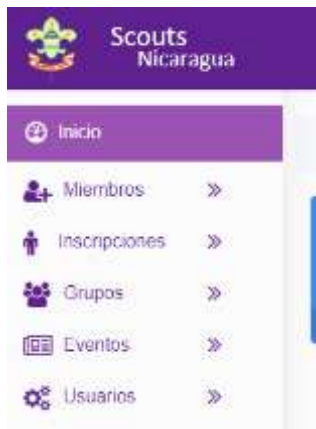 Scouts
Nicaragua
Inicio
Miembros
Inscripciones
Grupos
Eventos
Usuarios